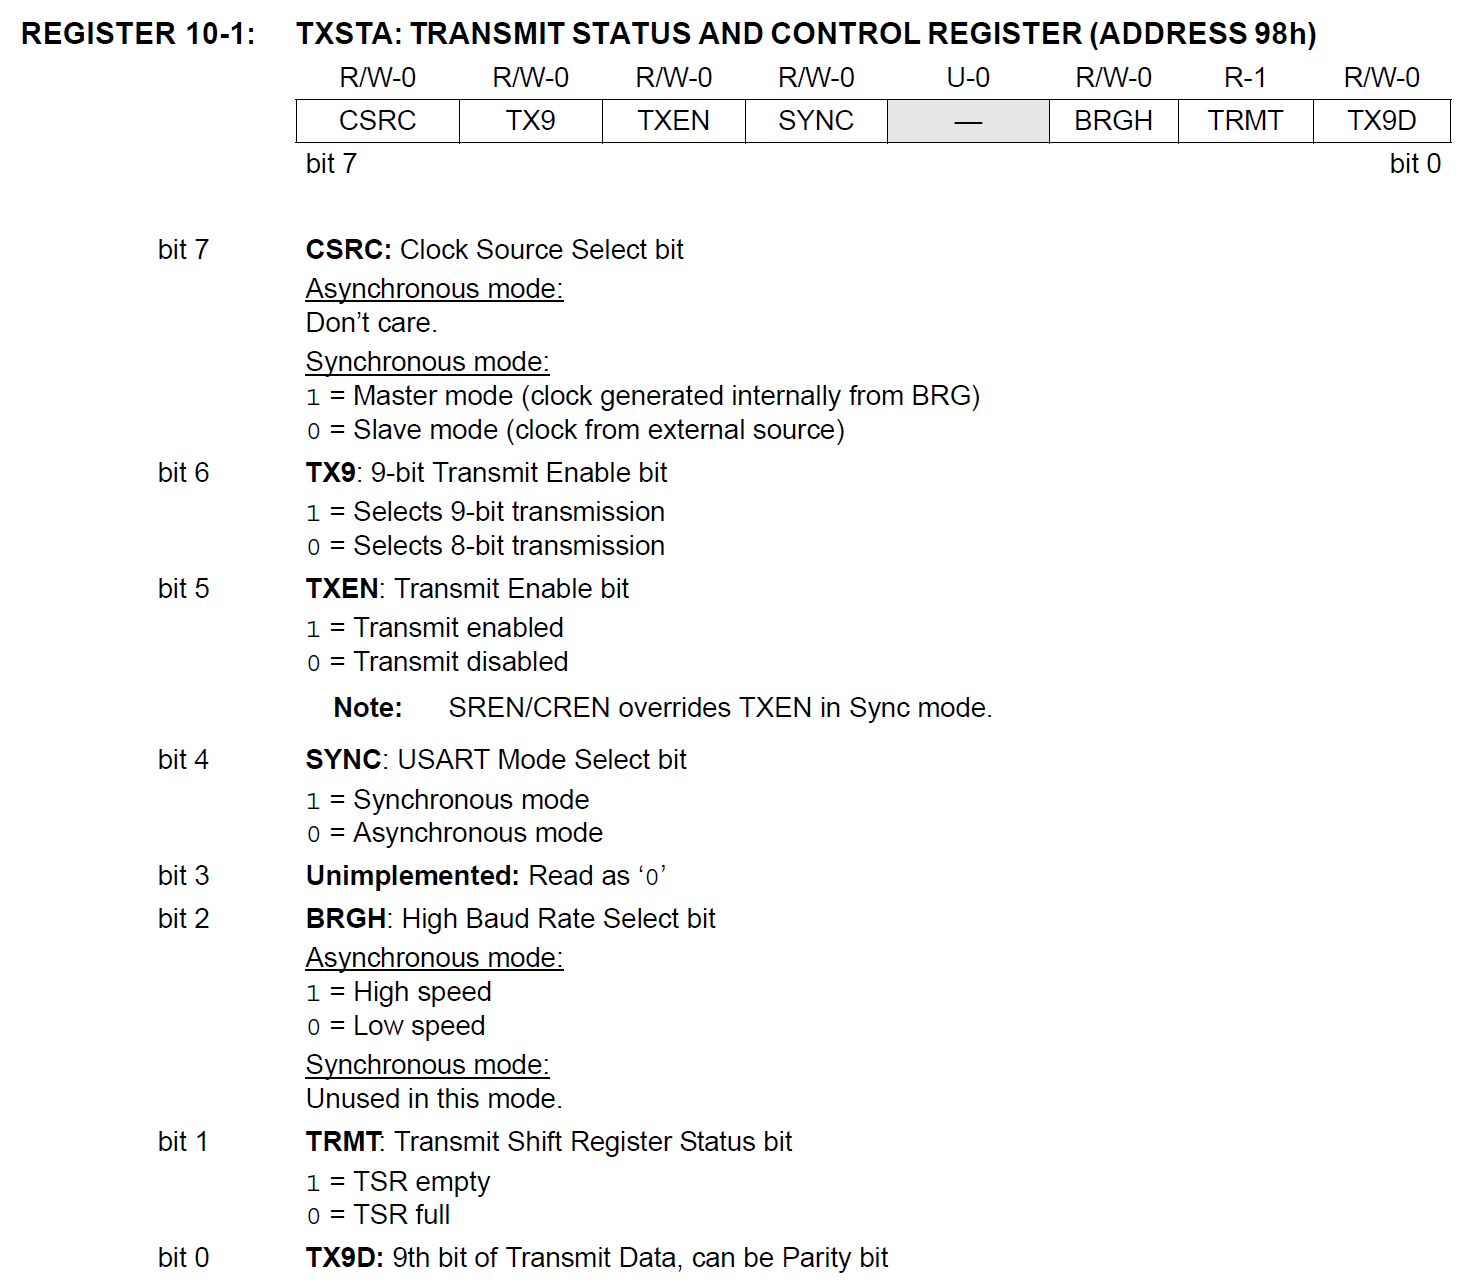 REGISTER 10-1: TXSTA: TRANSMIT STATUS AND CONTROL REGISTER (ADDRESS 98h)
R/W-0 R/W-0 R/W-0 R/W-0 U-0 R/W-0 R-1 R/W-0
CSRC TX9 TXEN SYNC — BRGH TRMT TX9D
bit 7 bit 0
bit 7 CSRC: Clock Source Select bit
Asynchronous mode:
Don’t care.
Synchronous mode:
1 = Master mode (clock generated internally from BRG)
0 = Slave mode (clock from external source)
bit 6 TX9: 9-bit Transmit Enable bit
1 = Selects 9-bit transmission
0 = Selects 8-bit transmission
bit 5 TXEN: Transmit Enable bit
1 = Transmit enabled
0 = Transmit disabled
Note: SREN/CREN overrides TXEN in Sync mode.
bit 4 SYNC: USART Mode Select bit
1 = Synchronous mode
0 = Asynchronous mode
bit 3 Unimplemented: Read as ‘0’
bit 2 BRGH: High Baud Rate Select bit
Asynchronous mode:
1 = High speed
0 = Low speed
Synchronous mode:
Unused in this mode.
bit 1 TRMT: Transmit Shift Register Status bit
1 = TSR empty
0 = TSR full
bit 0 TX9D: 9th bit of Transmit Data, can be Parity bit